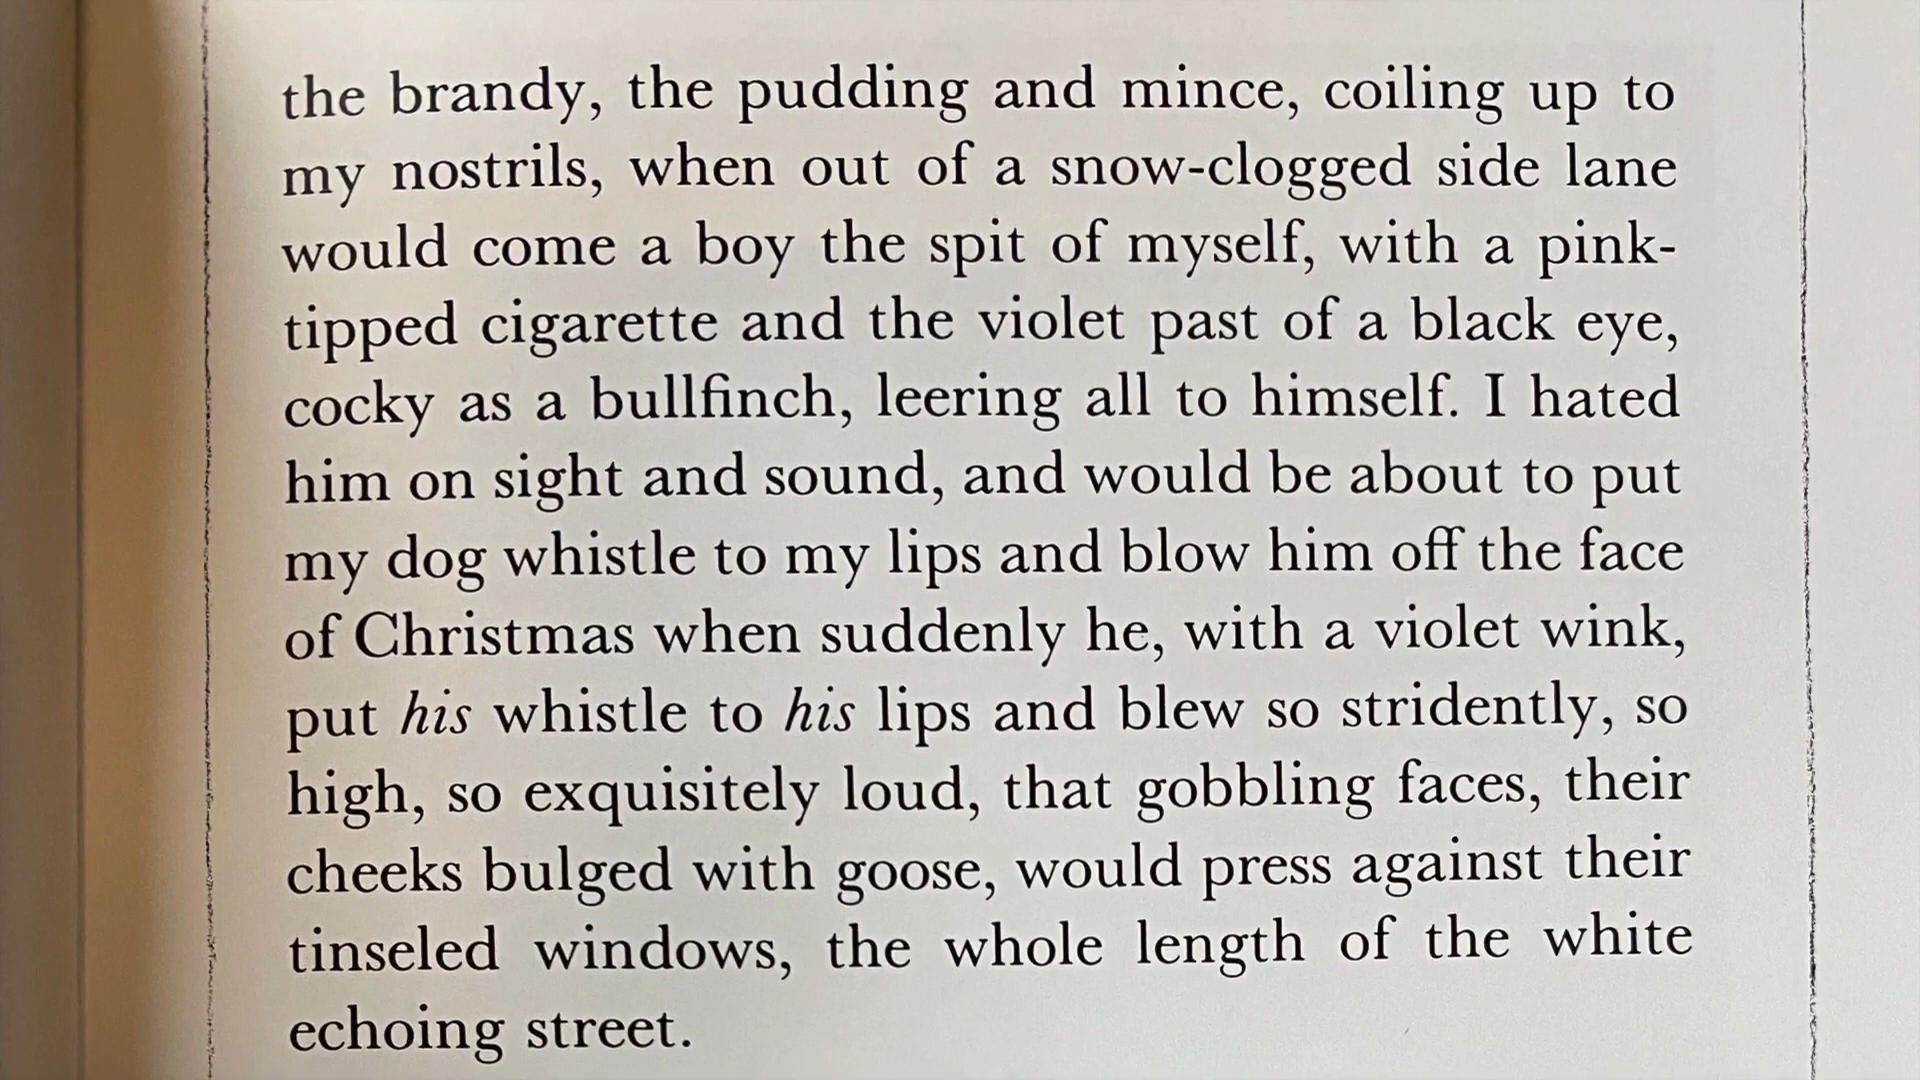 the brandy, the pudding and mince, coiling up to
my nostrils, when out of a snow-clogged side lane
would come a boy the spit of myself, with a pink-
tipped cigarette and the violet past of a black eye,
cocky as a bullfinch, leering all to himself. I hated
him on sight and sound, and would be about to put
my dog whistle to my lips and blow him off the face
of Christmas when suddenly he, with a violet wink,
put his whistle to his lips and blew so stridently, so
high, so exquisitely loud, that gobbling faces, their
cheeks bulged with goose, would press against their
tinseled windows, the whole length of the white
echoing street.